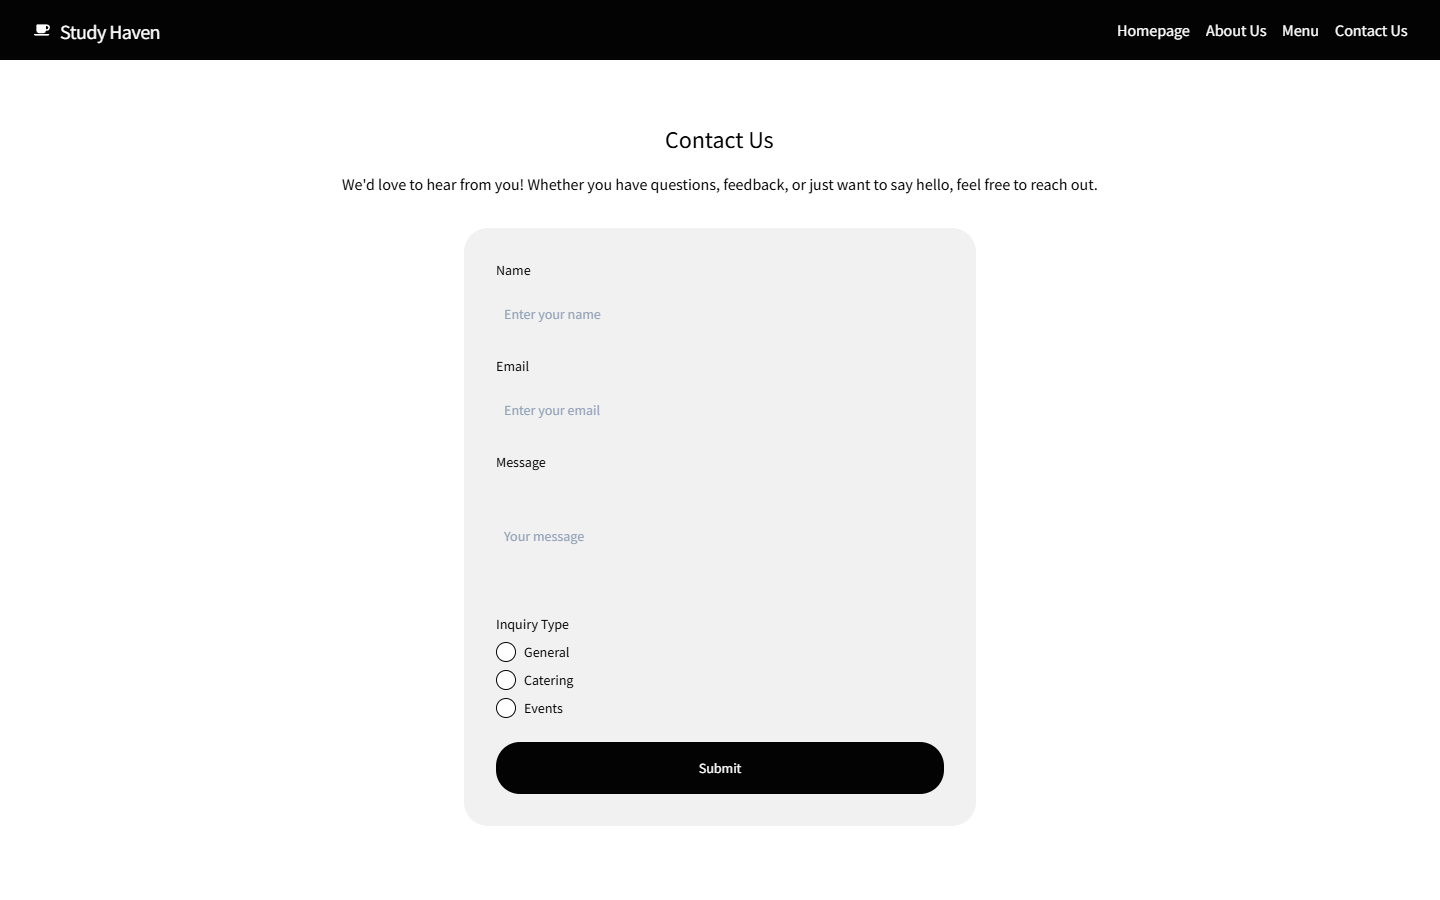 Study Haven
Homepage About Us Menu Contact Us
Contact Us
We'd love to hear from you! Whether you have questions, feedback, or just want to say hello, feel free to reach out.
Name
Enter your name
Email
Enter your email
Message
Your message
Inquiry Type
General
Catering
Events
Submit